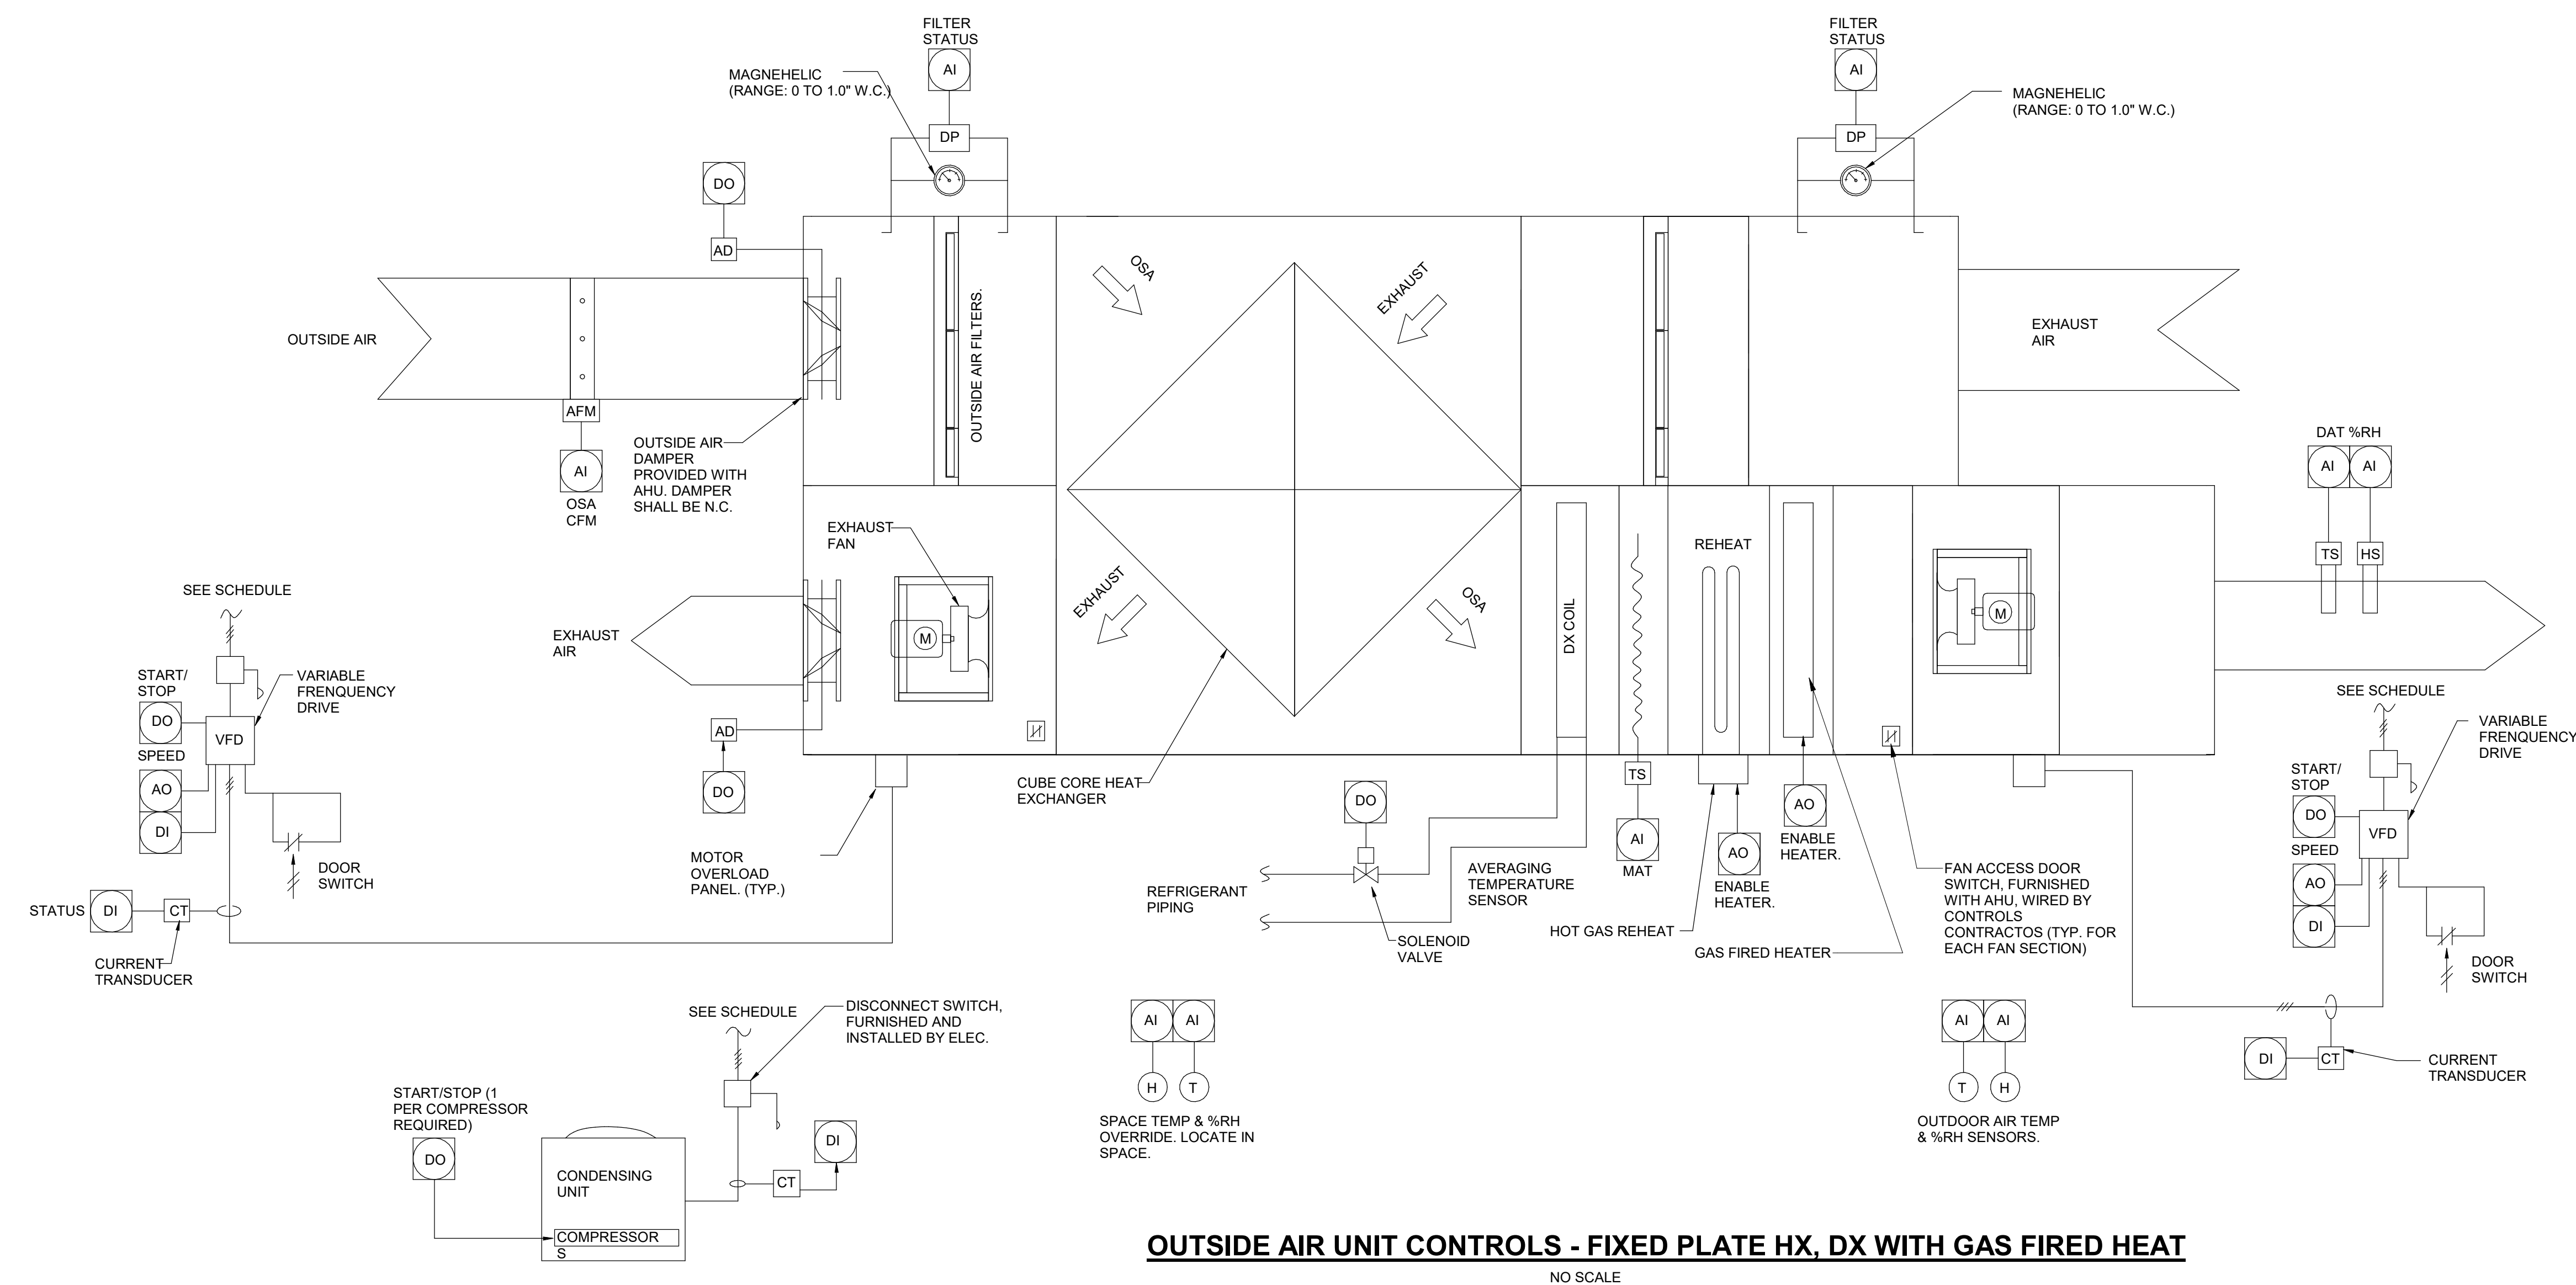 FILTER
STATUS
AI
MAGNEHELIC
(RANGE: 0 TO 1.0" W.C.)
DP
FILTER
STATUS
AI
MAGNEHELIC
(RANGE: 0 TO 1.0" W.C.)
DP
DO
AD
OUTSIDE AIR
AFM
AI
OSA
CFM
OUTSIDE AIR
DAMPER
PROVIDED WITH
AHU. DAMPER
SHALL BE N.C.
OUTSIDE AIR FILTERS.
OSA
EXHAUST
EXHAUST
AIR
DAT %RH
AI
AI
TS
HS
EXHAUST
FAN
M
EXHAUST
AIR
EXHAUST
OSA
DX COIL
REHEAT
M
AD
DO
CUBE CORE HEAT
EXCHANGER
MOTOR
OVERLOAD
PANEL. (TYP.)
SEE SCHEDULE
START/
STOP
DO
VFD
VARIABLE
FRENQUENCY
DRIVE
SPEED
AO
DI
DOOR
SWITCH
STATUS
DI
CT
CURRENT
TRANSDUCER
DO
REFRIGERANT
PIPING
SOLENOID
VALVE
AVERAGING
TEMPERATURE
SENSOR
TS
AI
MAT
AO
ENABLE
HEATER.
AO
ENABLE
HEATER.
HOT GAS REHEAT
GAS FIRED HEATER
FAN ACCESS DOOR
SWITCH, FURNISHED
WITH AHU, WIRED BY
CONTROLS
CONTRACTOS (TYP. FOR
EACH FAN SECTION)
SEE SCHEDULE
START/
STOP
DO
VFD
VARIABLE
FRENQUENCY
DRIVE
SPEED
AO
DI
DOOR
SWITCH
DI
CT
CURRENT
TRANSDUCER
START/STOP (1
PER COMPRESSOR
REQUIRED)
DO
CONDENSING
UNIT
COMPRESSOR
S
SEE SCHEDULE
DISCONNECT SWITCH,
FURNISHED AND
INSTALLED BY ELEC.
CT
DI
AI
AI
H
T
SPACE TEMP & %RH
OVERRIDE. LOCATE IN
SPACE.
AI
AI
T
H
OUTDOOR AIR TEMP
& %RH SENSORS.
OUTSIDE AIR UNIT CONTROLS - FIXED PLATE HX, DX WITH GAS FIRED HEAT
NO SCALE